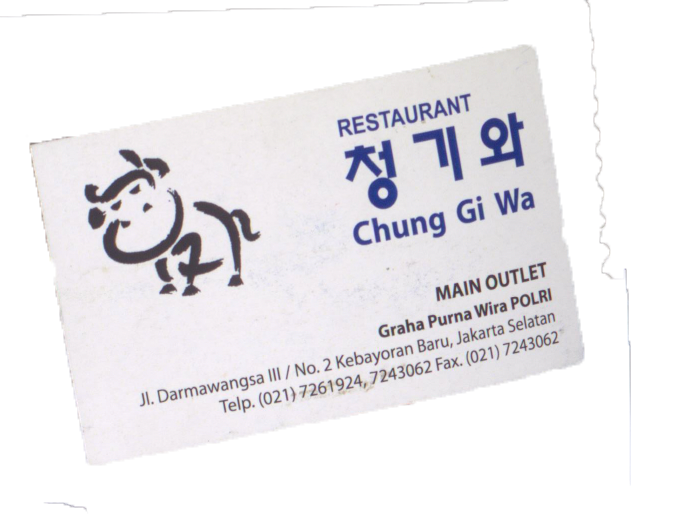 RESTAURANT
청기와
Chung Gi Wa
MAIN OUTLET
Graha Purna Wira POLRI
Jl. Darmawangsa III / No. 2 Kebayoran Baru, Jakarta Selatan
Telp. (021) 7261924, 7243062 Fax. (021) 7243062